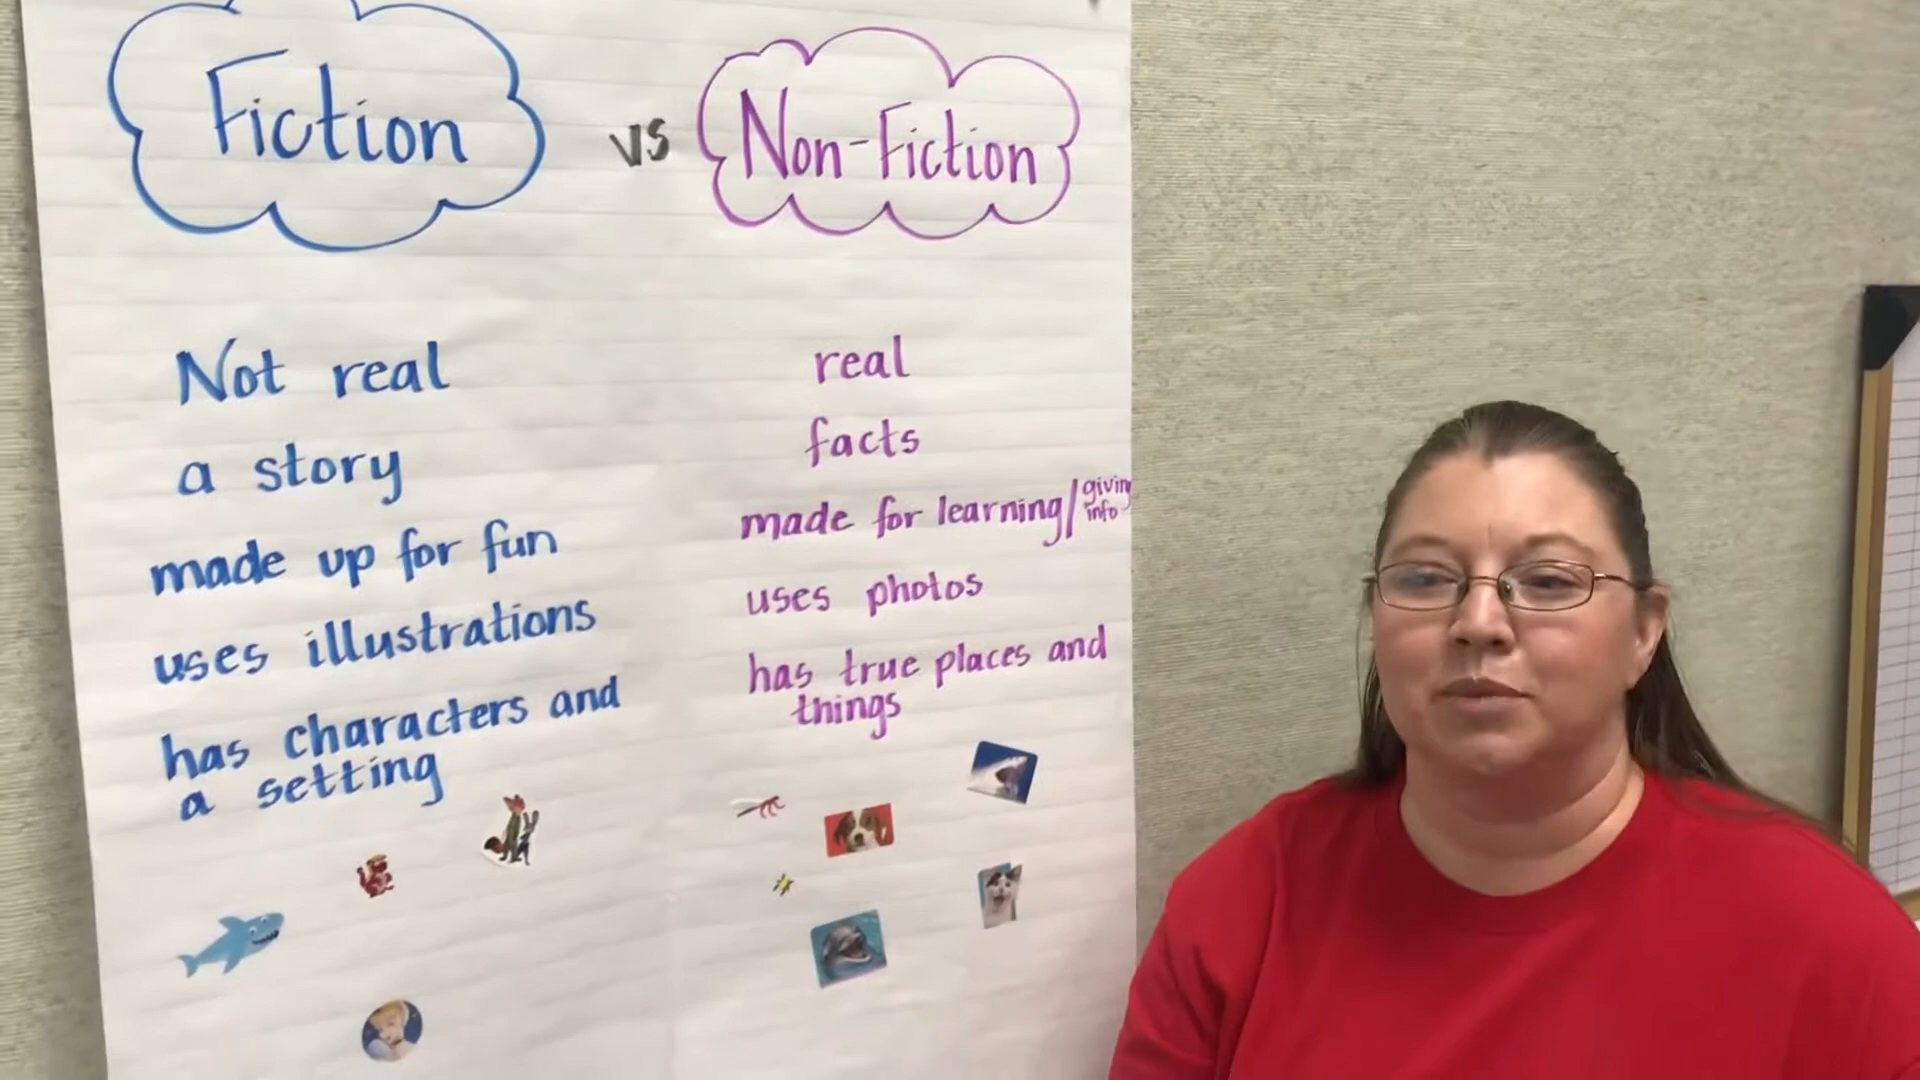 Fiction
vs
Non-Fiction
Not real
a story
made up for fun
uses illustrations
has characters and
a setting
real
facts
made for learning/giving
info
uses photos
has true places and
things